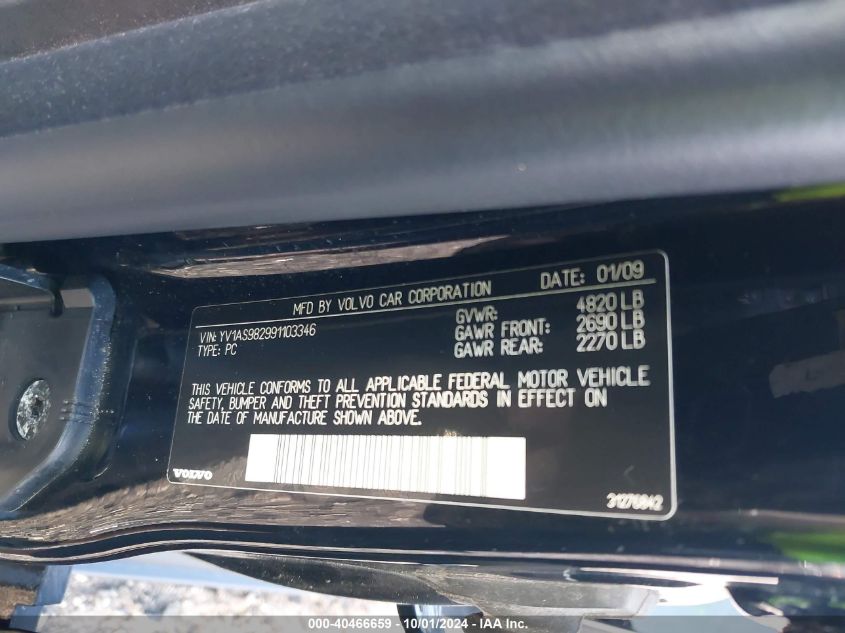 MFD BY VOLVO CAR CORPORATION DATE: 01/09
VIN: YV1AS982991103346
TYPE: PC
GVWR: 4820 LB
GAWR FRONT: 2690 LB
GAWR REAR: 2270 LB
THIS VEHICLE CONFORMS TO ALL APPLICABLE FEDERAL MOTOR VEHICLE
SAFETY, BUMPER AND THEFT PREVENTION STANDARDS IN EFFECT ON
THE DATE OF MANUFACTURE SHOWN ABOVE.
VOLVO
31276842
000-40466659 - 10/01/2024 - IAA Inc.